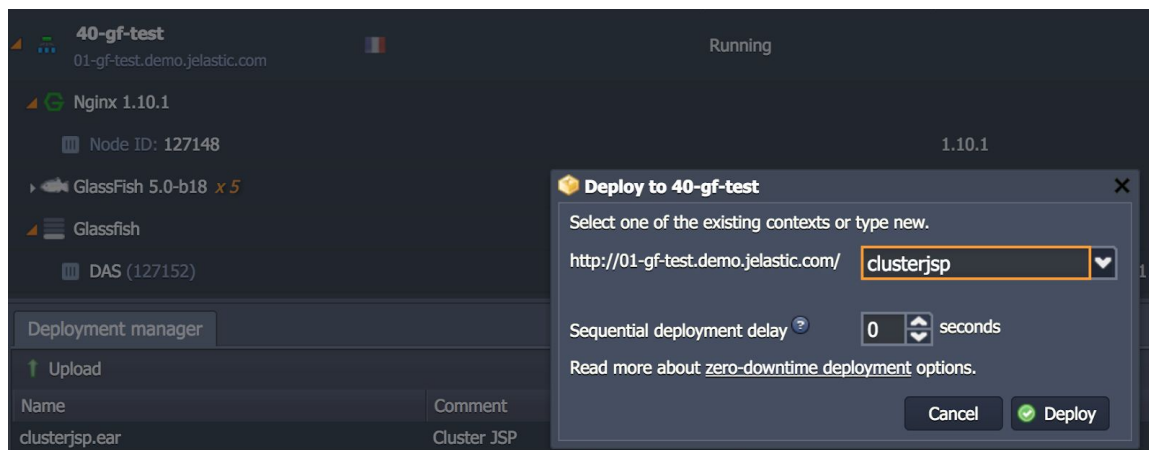 40-gf-test
01-gf-test.demo.jelastic.com
Running
Nginx 1.10.1
Node ID: 127148
1.10.1
GlassFish 5.0-b18 x 5
Glassfish
DAS (127152)
1
Deploy to 40-gf-test
Select one of the existing contexts or type new.
http://01-gf-test.demo.jelastic.com/ clusterjsp
Sequential deployment delay ? 0 seconds
Read more about zero-downtime deployment options.
Cancel Deploy
Deployment manager
Upload
Name Comment
clusterjsp.ear Cluster JSP